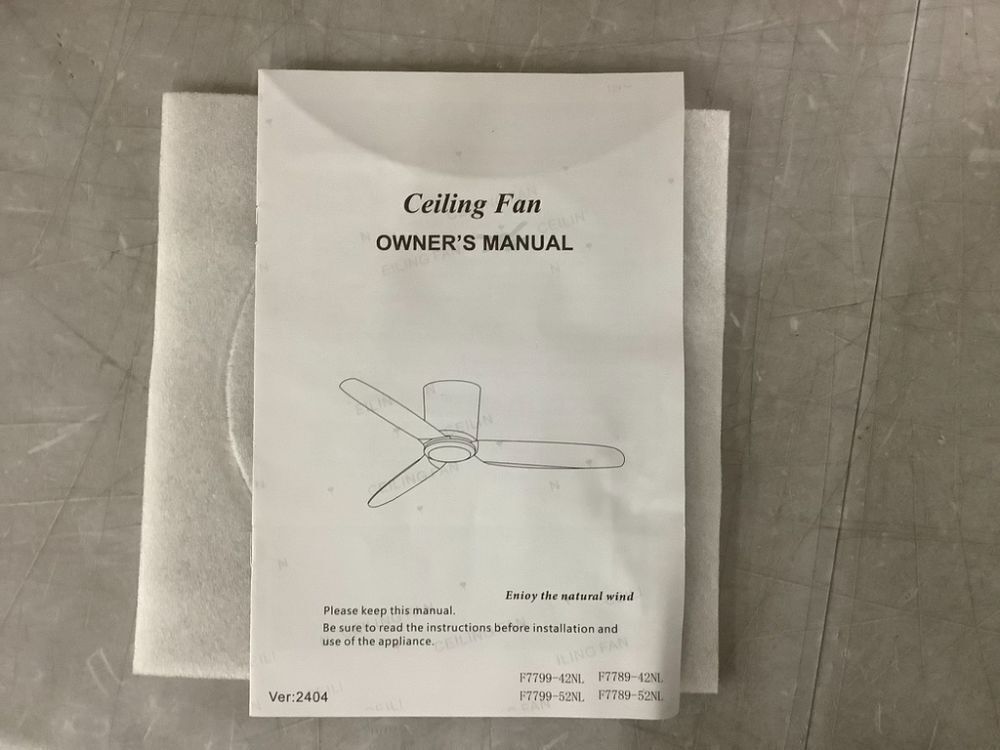 Ceiling Fan
OWNER'S MANUAL
Enioy the natural wind
Please keep this manual.
Be sure to read the instructions before installation and
use of the appliance.
F7799-42NL F7789-42NL
Ver:2404
F7799-52NL F7789-52NL